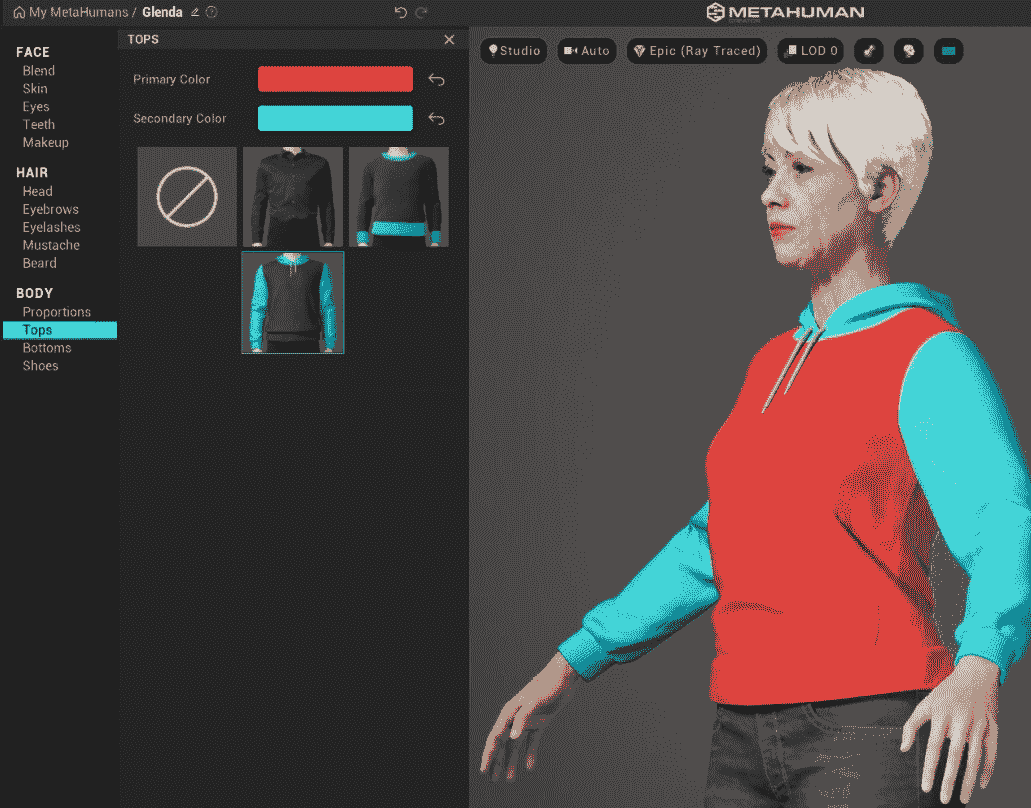 My MetaHumans / Glenda
METAHUMAN
FACE
Blend
Skin
Eyes
Teeth
Makeup
HAIR
Head
Eyebrows
Eyelashes
Mustache
Beard
BODY
Proportions
Tops
Bottoms
Shoes
TOPS
Primary Color
Secondary Color
Studio
Auto
Epic (Ray Traced)
LOD 0